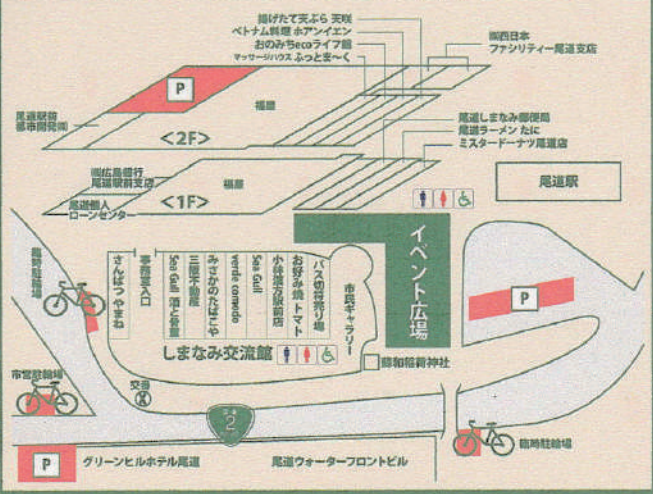 揚げたて天ぷら 天咲
ベトナム料理 ホアンイエン
おのみちecoライフ館
マッサージハウス ふっとま〜く
㈱西日本
ファシリティー尾道支店
P
福屋
尾道駅前
都市開発㈱
<2F>
尾道しまなみ郵便局
尾道ラーメン たに
ミスタードーナツ尾道店
㈱広島銀行
尾道駅前支店
福屋
<1F>
尾道個人
ローンセンター
尾道駅
イベント広場
臨時駐輪場
さんぱつ やまね
事務室入口
Sea Gull 酒と骨董
三阪不動産
みさかのたばこや
verde comodo
Sea Gull
小林漢方駅前店
お好み焼 トマト
バス切符売り場
市民ギャラリー
しまなみ交流館
P
市営駐輪場
交番
稲荷神社
2
臨時駐輪場
P
グリーンヒルホテル尾道
尾道ウォーターフロントビル